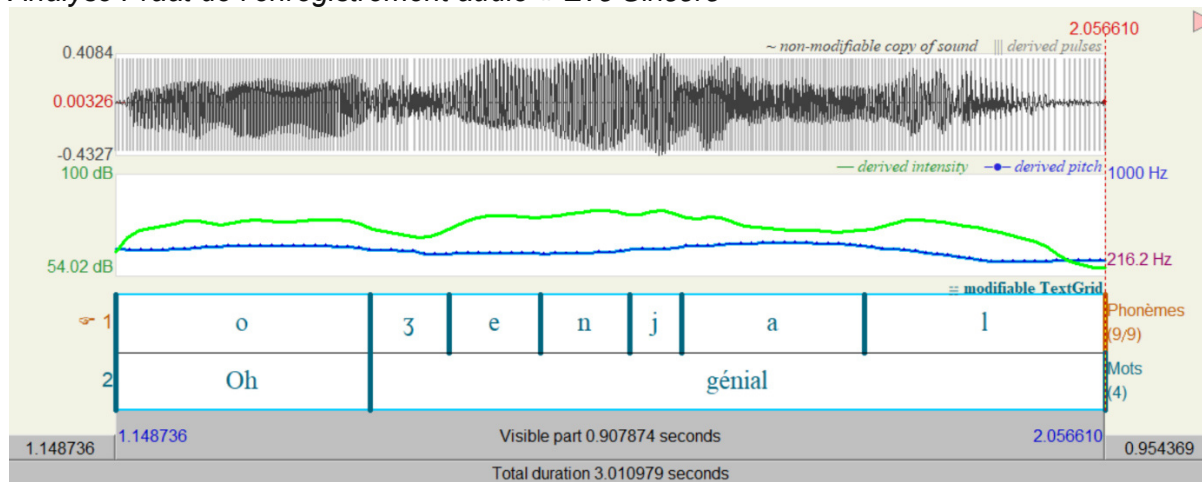 2.056610
0.4084
~ non-modifiable copy of sound ||| derived pulses
0.00326
-0.4327
100 dB
derived intensity
derived pitch
1000 Hz
54.02 dB
216.2 Hz
modifiable TextGrid
1 o ʒ e n j a l Phonèmes
(9/9)
2 Oh génial Mots
(4)
1.148736 Visible part 0.907874 seconds 2.056610
1.148736 0.954369
Total duration 3.010979 seconds